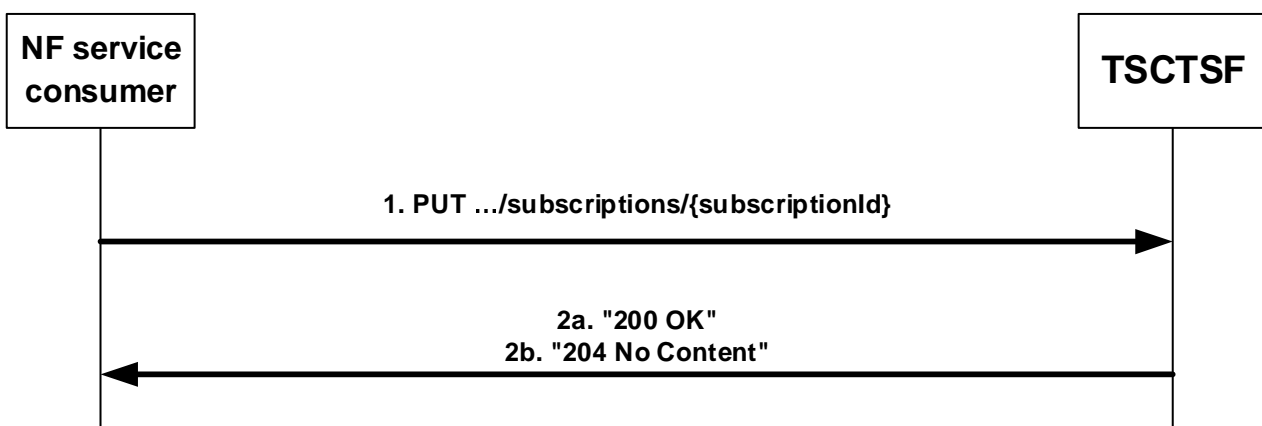 NF service
consumer
TSCTSF
1. PUT …/subscriptions/{subscriptionId}
2a. "200 OK"
2b. "204 No Content"